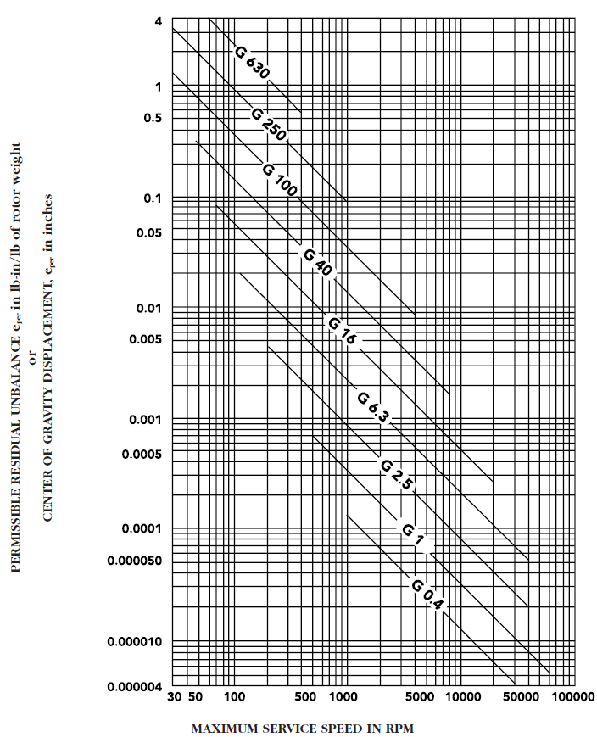 PERMISSIBLE RESIDUAL UNBALANCE eper in lb-in/lb of rotor weight
or
CENTER OF GRAVITY DISPLACEMENT, eper in inches
4
1
0.5
0.1
0.05
0.01
0.005
0.001
0.0005
0.0001
0.000050
0.000010
0.000004
G 630
G 250
G 100
G 40
G 16
G 6.3
G 2.5
G 1
G 0.4
30 50 100 500 1000 5000 10000 50000 100000
MAXIMUM SERVICE SPEED IN RPM